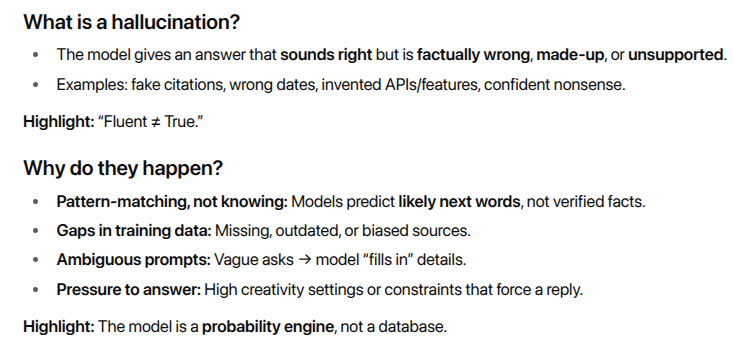 What is a hallucination?
• The model gives an answer that sounds right but is factually wrong, made-up, or unsupported.
• Examples: fake citations, wrong dates, invented APIs/features, confident nonsense.
Highlight: “Fluent ≠ True.”
Why do they happen?
• Pattern-matching, not knowing: Models predict likely next words, not verified facts.
• Gaps in training data: Missing, outdated, or biased sources.
• Ambiguous prompts: Vague asks → model “fills in” details.
• Pressure to answer: High creativity settings or constraints that force a reply.
Highlight: The model is a probability engine, not a database.